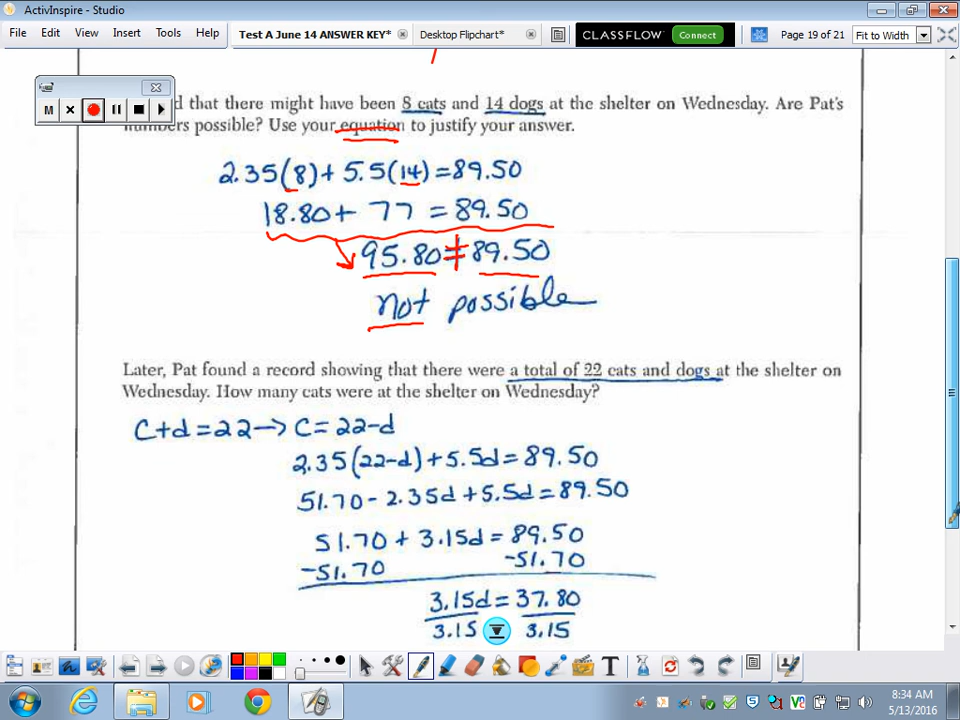 ActivInspire - Studio
File Edit View Insert Tools Help Test A June 14 ANSWER KEY* Desktop Flipchart* CLASSFLOW Connect Page 19 of 21 Fit to Width
M
d that there might have been 8 cats and 14 dogs at the shelter on Wednesday. Are Pat's
numbers possible? Use your equation to justify your answer.
2.35(8)+ 5.5(14)=89.50
18.80+ 77 = 89.50
95.80≠89.50
not possible
Later, Pat found a record showing that there were a total of 22 cats and dogs at the shelter on
Wednesday. How many cats were at the shelter on Wednesday?
C+d=22→ C= 22-d
2.35(22-d)+5.5d=89.50
51.70 - 2.35d +5.5d=89.50
51.70 + 3.15d = 89.50
-51.70 -51.70
3.15d = 37.80
3.15 3.15
T
8:34 AM
5/13/2016